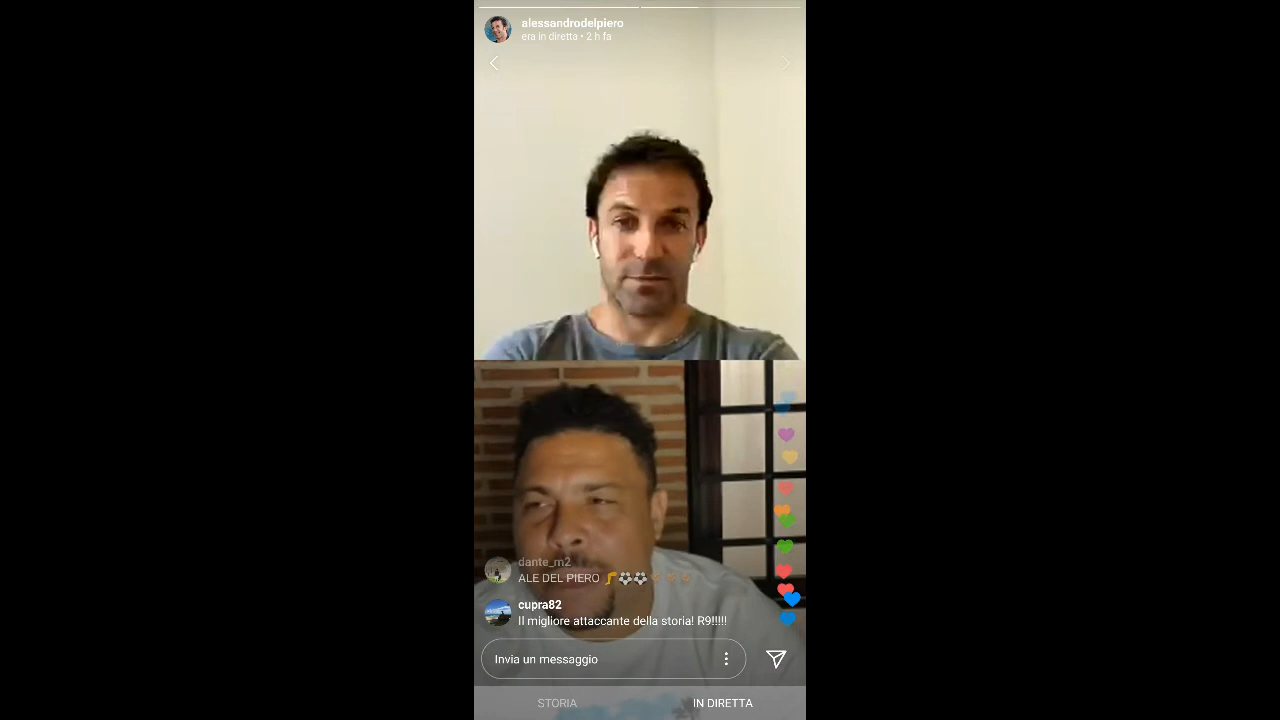 alessandrodelpiero
era in diretta • 2 h fa
dante_m2
ALE DEL PIERO
cupra82
Il migliore attaccante della storia! R9!!!!!
Invia un messaggio
STORIA
IN DIRETTA